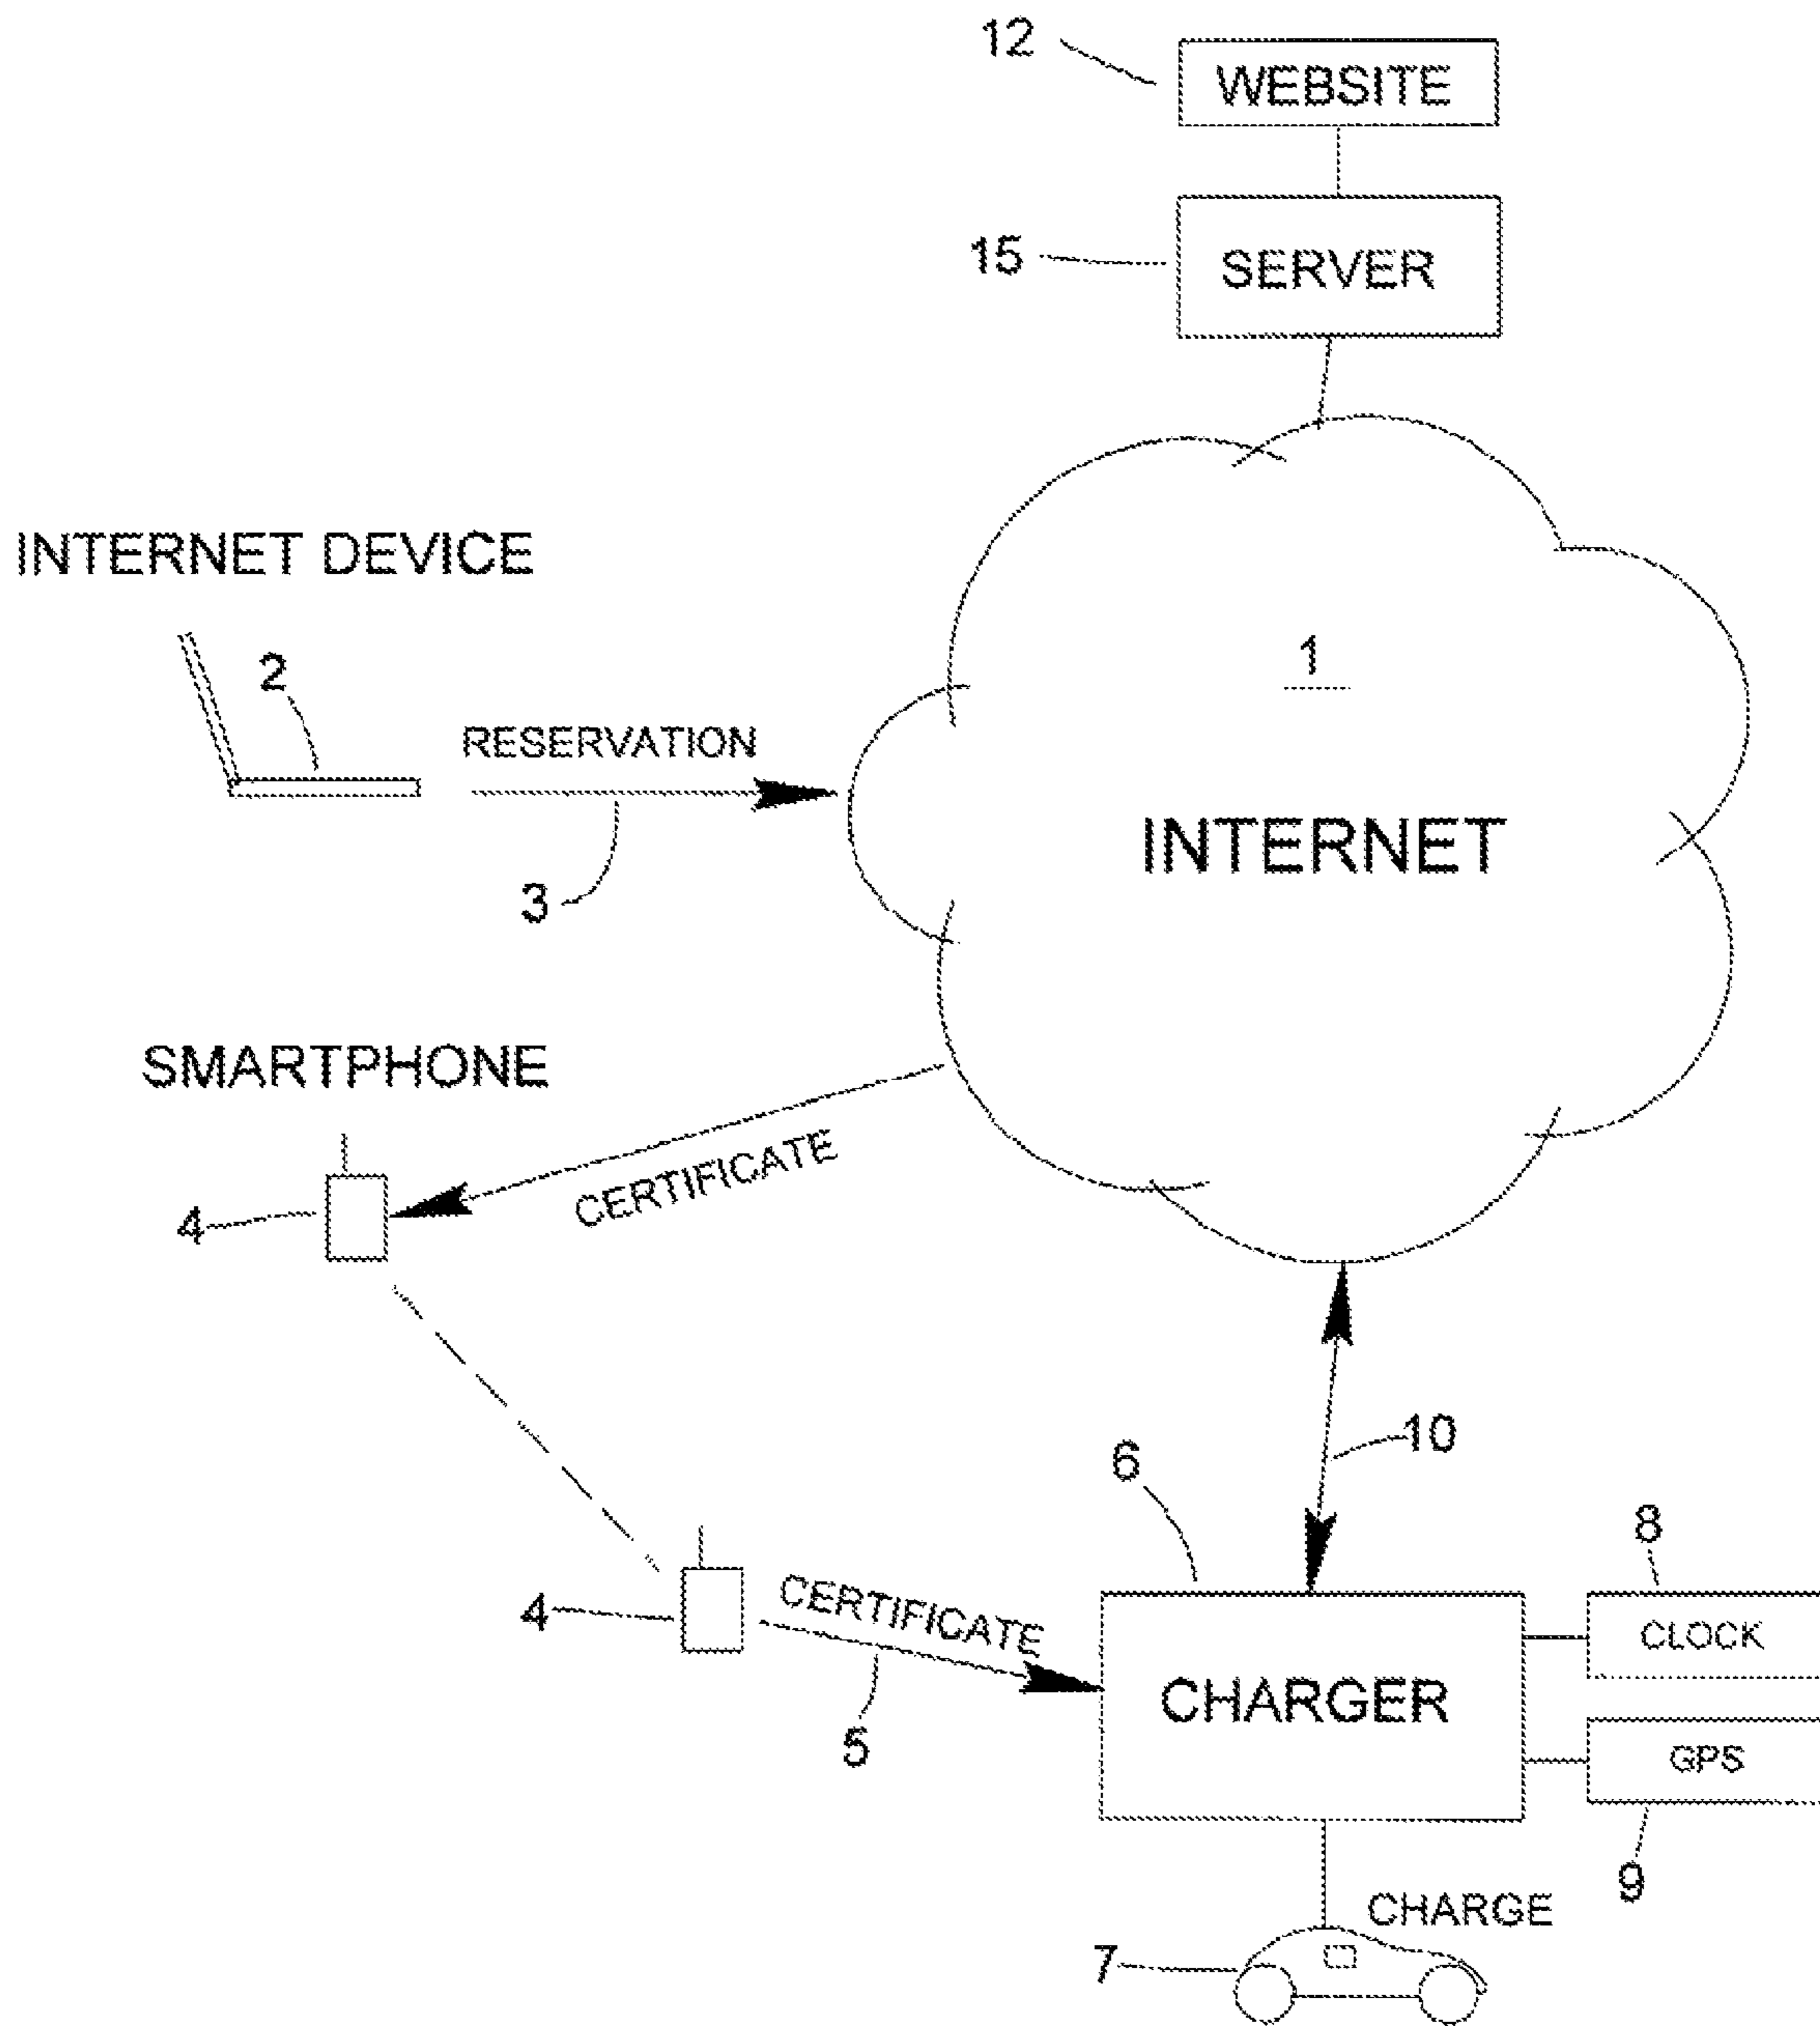 12
WEBSITE
15
SERVER
INTERNET DEVICE
2
RESERVATION
3
1
INTERNET
SMARTPHONE
4
CERTIFICATE
10
6
8
4
CERTIFICATE
5
CHARGER
CLOCK
GPS
9
CHARGE
7